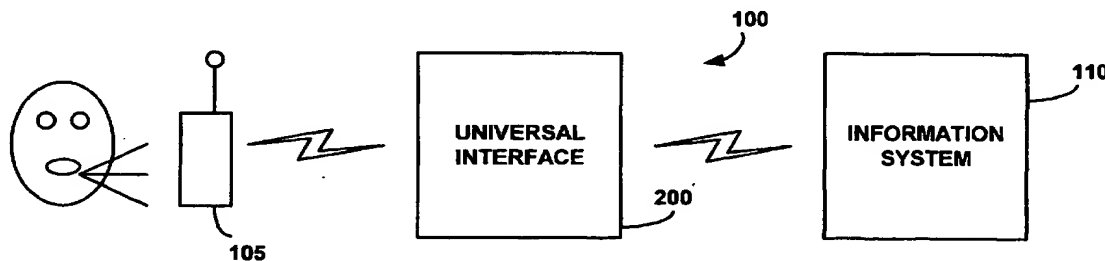 100
110
UNIVERSAL
INTERFACE
INFORMATION
SYSTEM
200
105